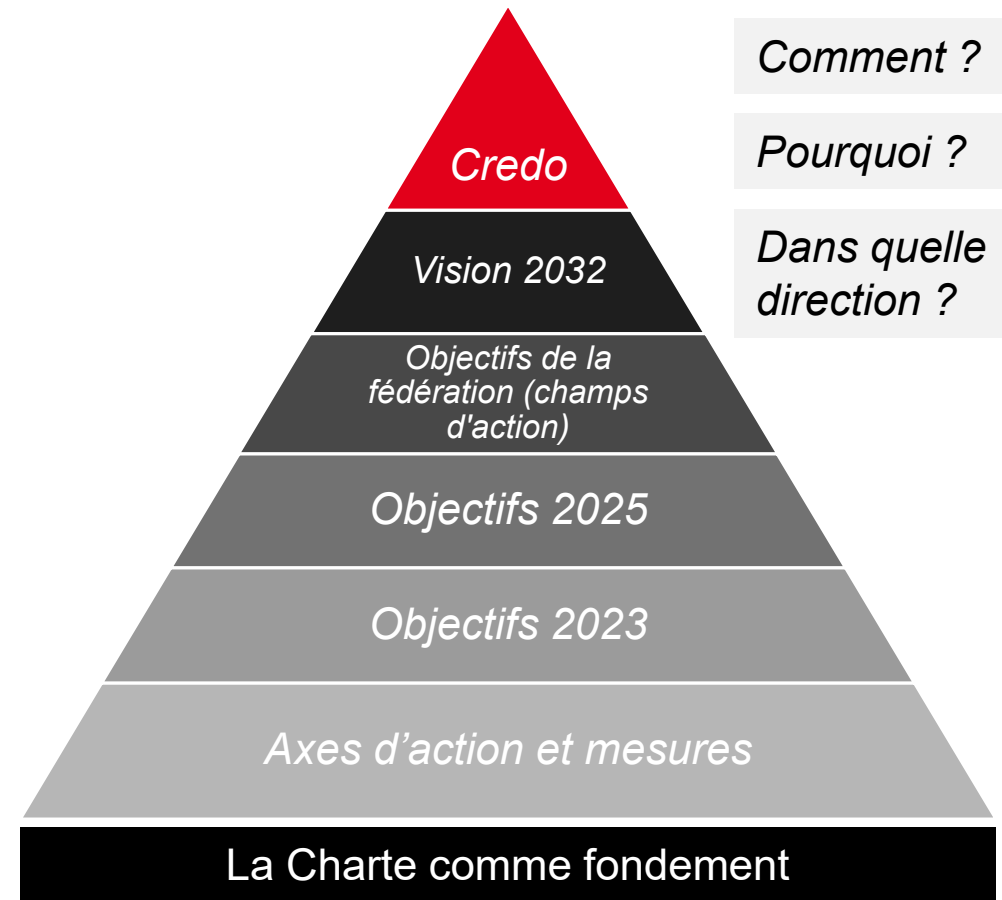 Comment ?
Pourquoi ?
Credo
Dans quelle
direction ?
Vision 2032
Objectifs de la
fédération (champs
d'action)
Objectifs 2025
Objectifs 2023
Axes d’action et mesures
La Charte comme fondement